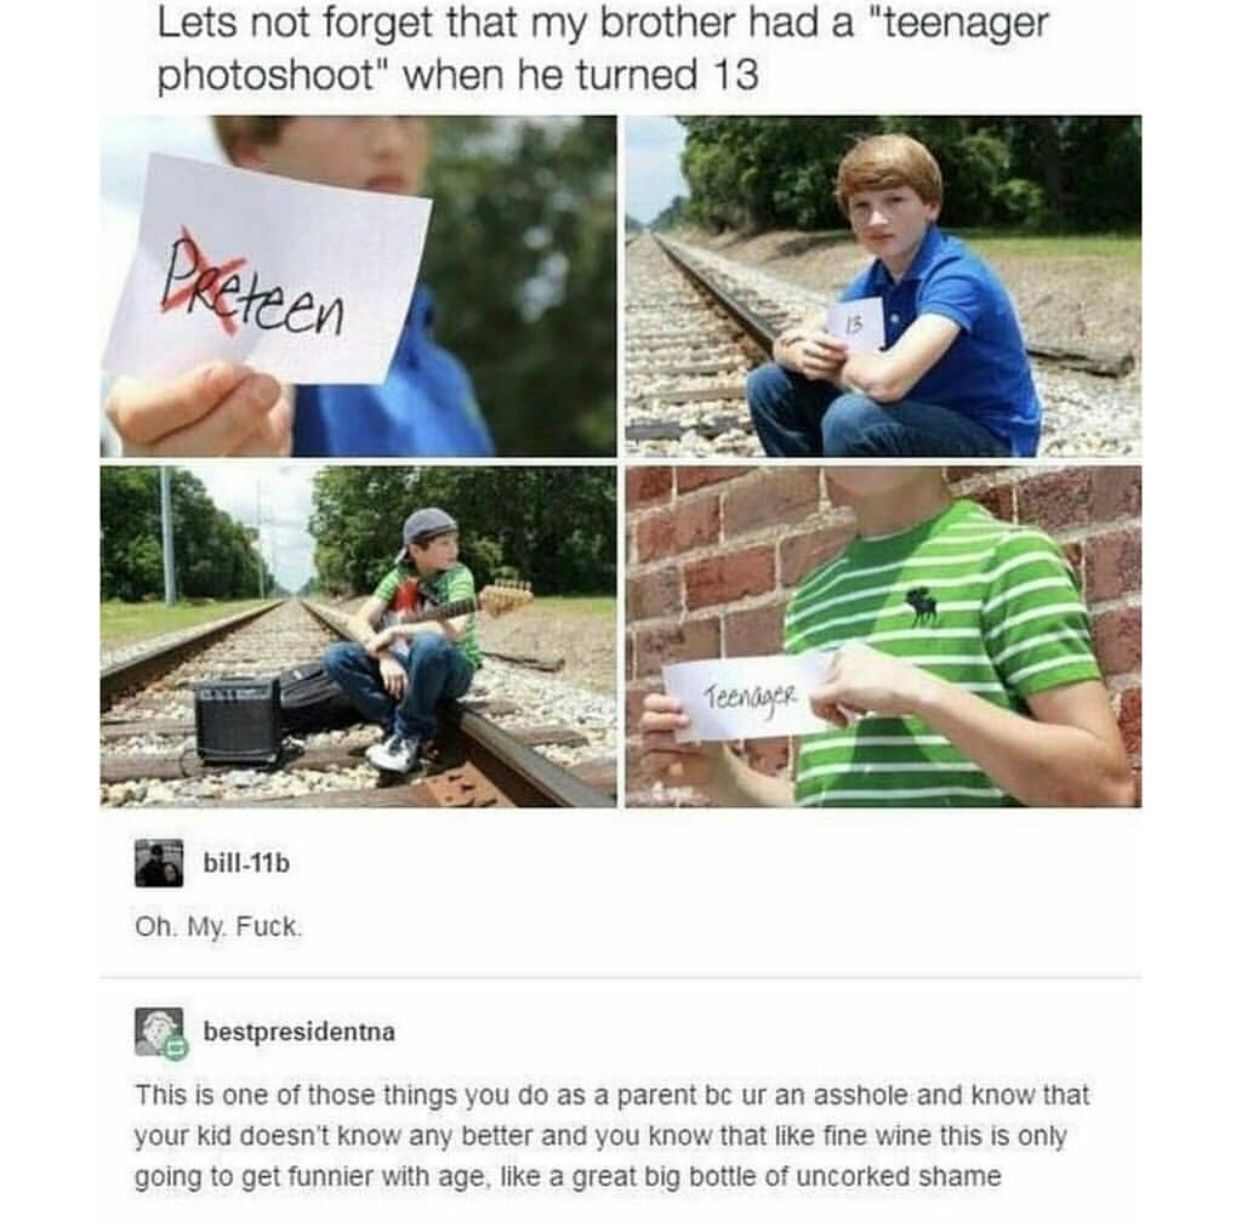 Lets not forget that my brother had a "teenager
photoshoot" when he turned 13
Preteen
13
Teenager
bill-11b
Oh. My. Fuck.
bestpresidentna
This is one of those things you do as a parent bc ur an asshole and know that
your kid doesn't know any better and you know that like fine wine this is only
going to get funnier with age, like a great big bottle of uncorked shame